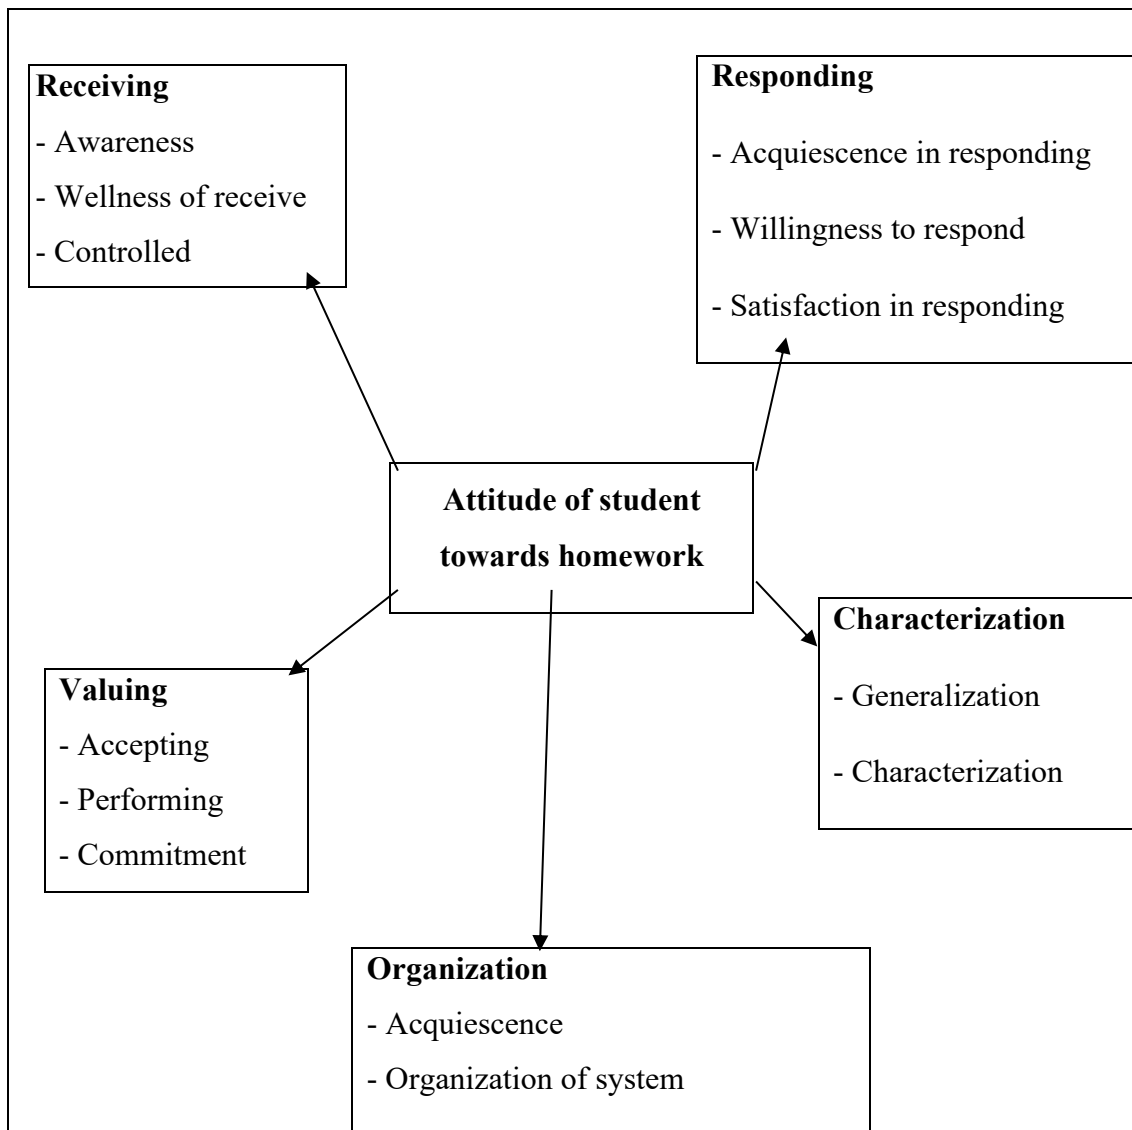 Receiving
- Awareness
- Wellness of receive
- Controlled
Responding
- Acquiescence in responding
- Willingness to respond
- Satisfaction in responding
Attitude of student
towards homework
Characterization
- Generalization
- Characterization
Valuing
- Accepting
- Performing
- Commitment
Organization
- Acquiescence
- Organization of system